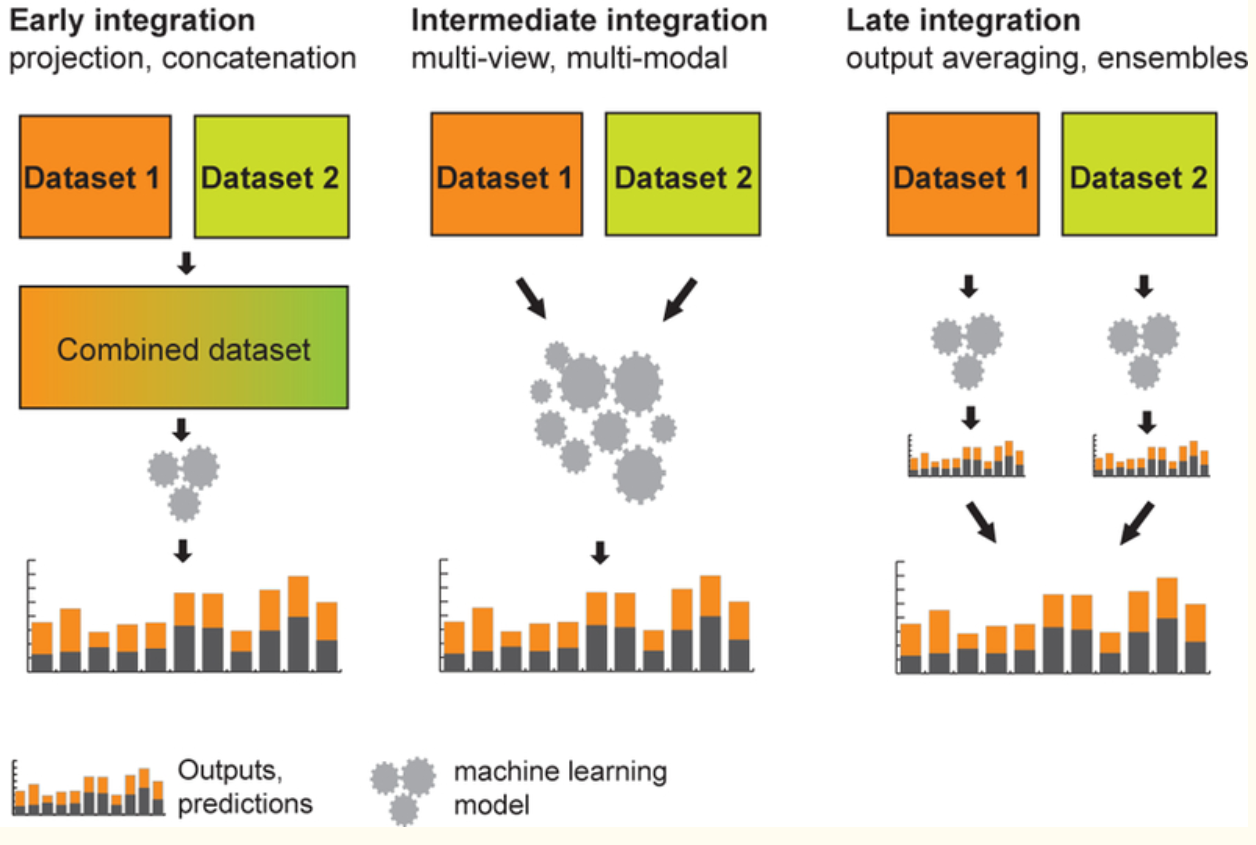 Early integration
projection, concatenation
Intermediate integration
multi-view, multi-modal
Late integration
output averaging, ensembles
Dataset 1
Dataset 2
Dataset 1
Dataset 2
Dataset 1
Dataset 2
Combined dataset
Outputs,
predictions
machine learning
model